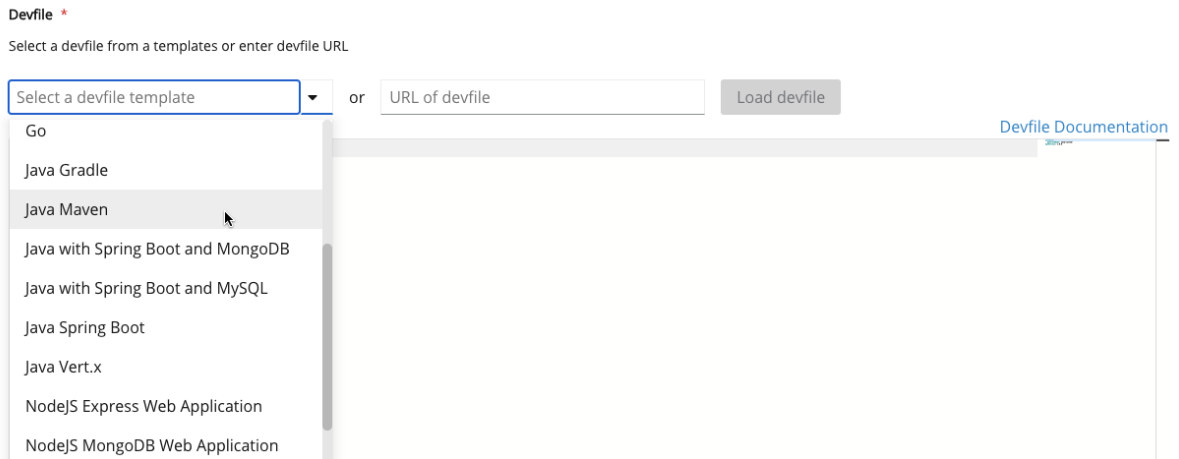 Devfile *
Select a devfile from a templates or enter devfile URL
Select a devfile template or URL of devfile Load devfile
Devfile Documentation
Go
Java Gradle
Java Maven
Java with Spring Boot and MongoDB
Java with Spring Boot and MySQL
Java Spring Boot
Java Vert.x
NodeJS Express Web Application
NodeJS MongoDB Web Application